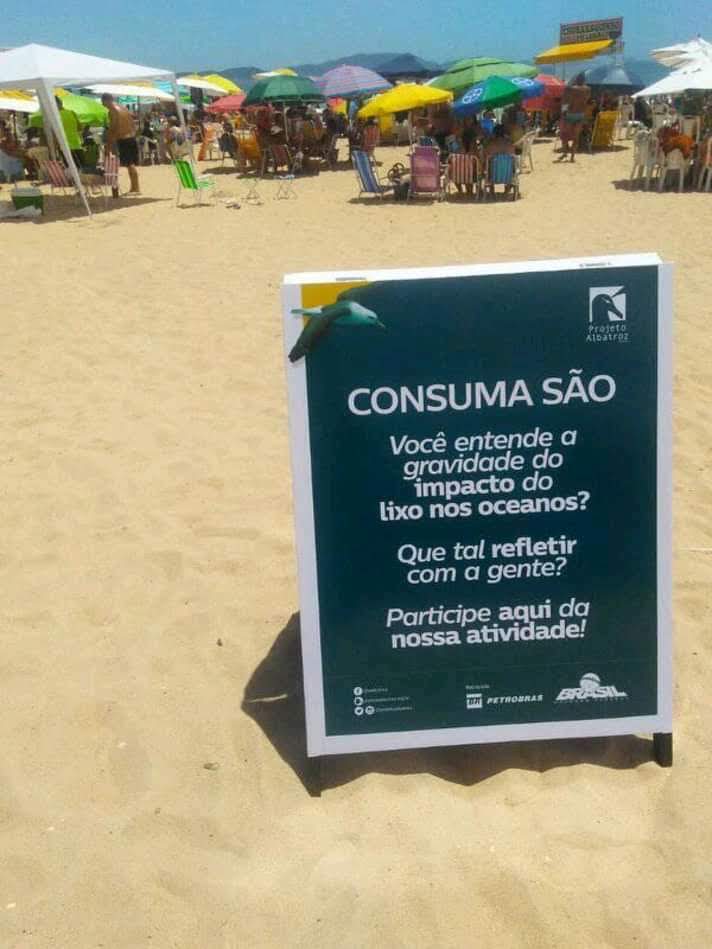 Projeto
Albatroz
CONSUMA SÃO
Você entende a
gravidade do
impacto do
lixo nos oceanos?
Que tal refletir
com a gente?
Participe aqui da
nossa atividade!
BR PETROBRAS
BRASIL